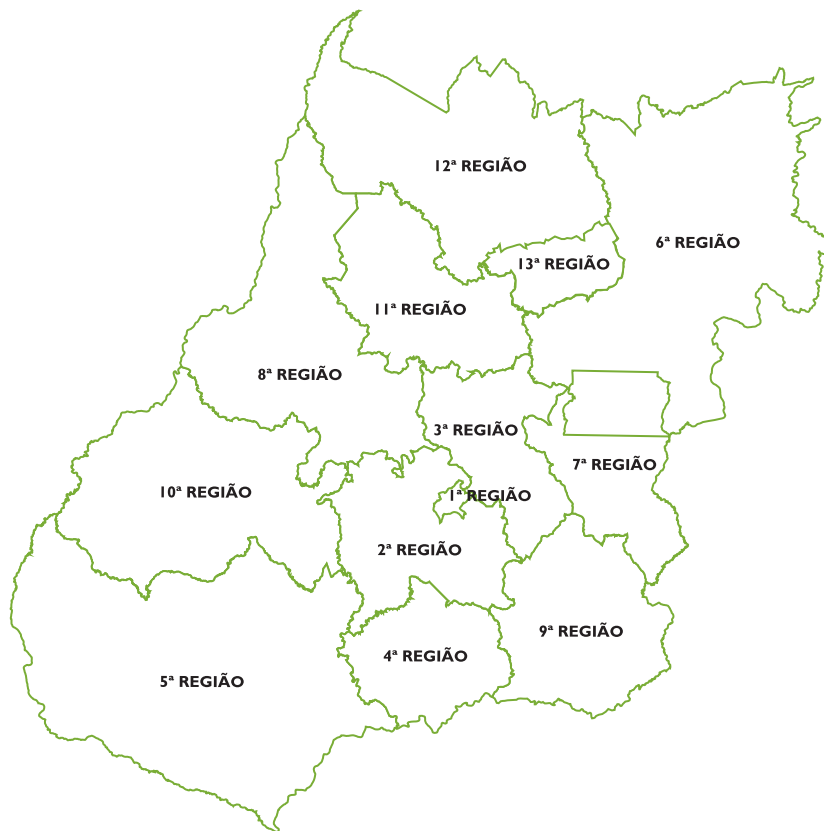 12ª REGIÃO
6ª REGIÃO
13ª REGIÃO
11ª REGIÃO
8ª REGIÃO
3ª REGIÃO
7ª REGIÃO
10ª REGIÃO
1ª REGIÃO
2ª REGIÃO
9ª REGIÃO
4ª REGIÃO
5ª REGIÃO